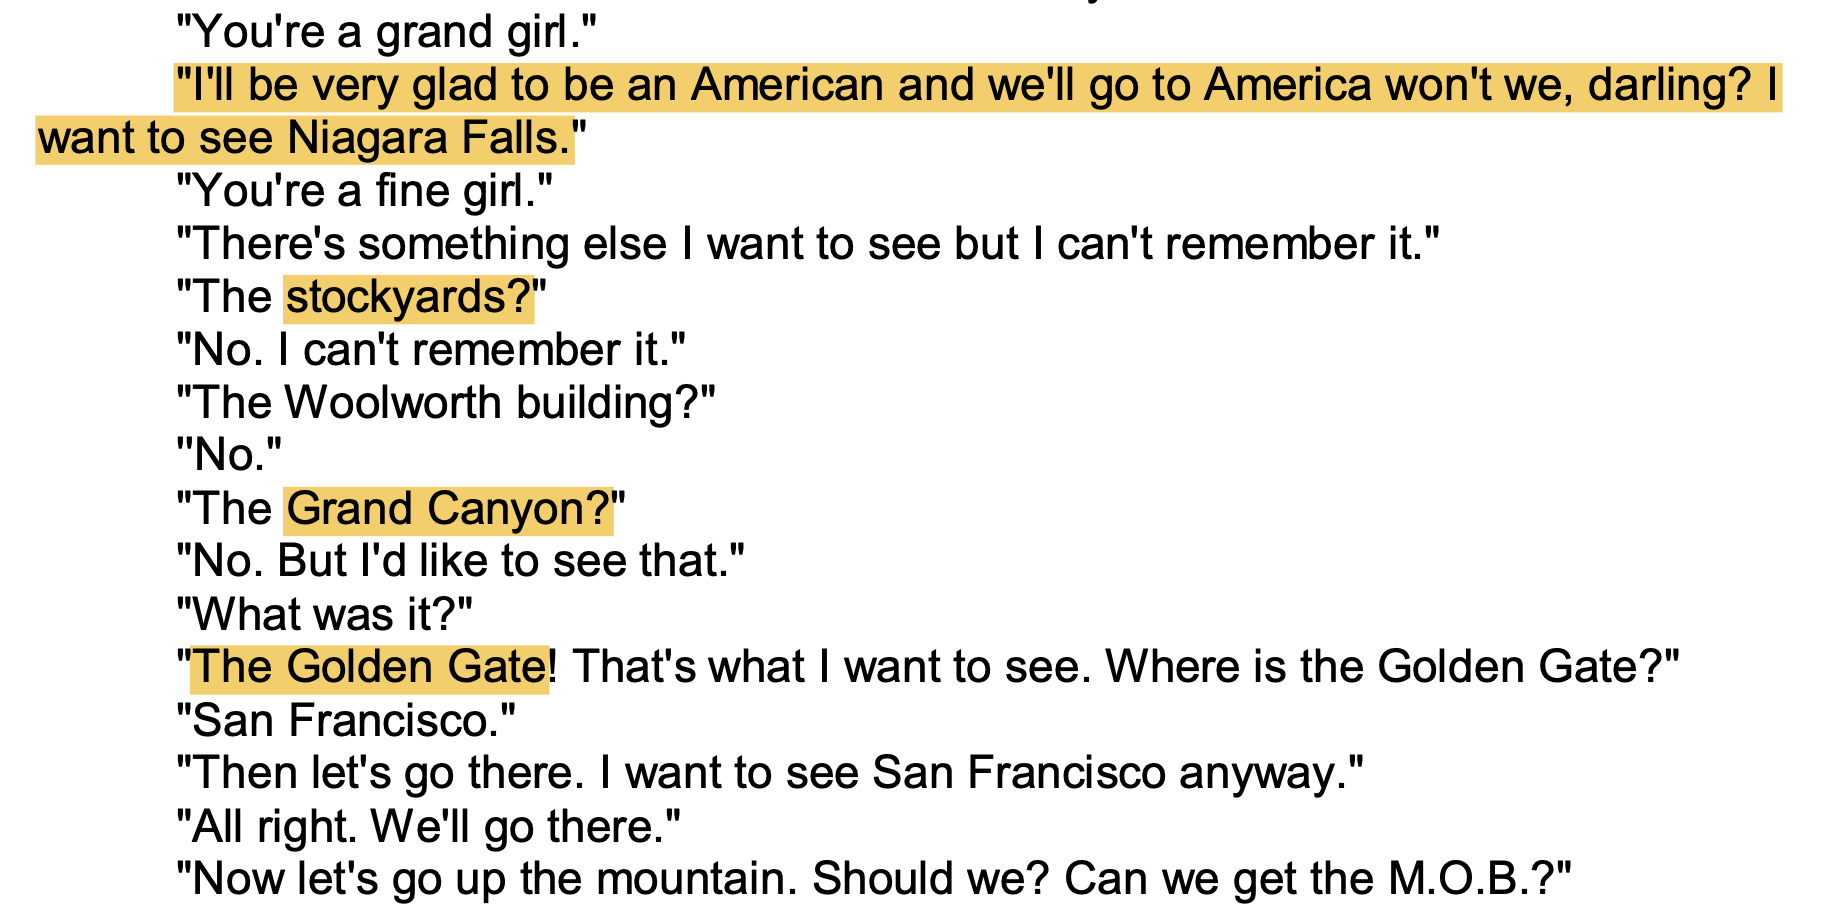 "You're a grand girl."
"I'll be very glad to be an American and we'll go to America won't we, darling? I
want to see Niagara Falls."
"You're a fine girl."
"There's something else I want to see but I can't remember it."
"The stockyards?"
"No. I can't remember it."
"The Woolworth building?"
"No."
"The Grand Canyon?"
"No. But I'd like to see that."
"What was it?"
"The Golden Gate! That's what I want to see. Where is the Golden Gate?"
"San Francisco."
"Then let's go there. I want to see San Francisco anyway."
"All right. We'll go there."
"Now let's go up the mountain. Should we? Can we get the M.O.B.?"